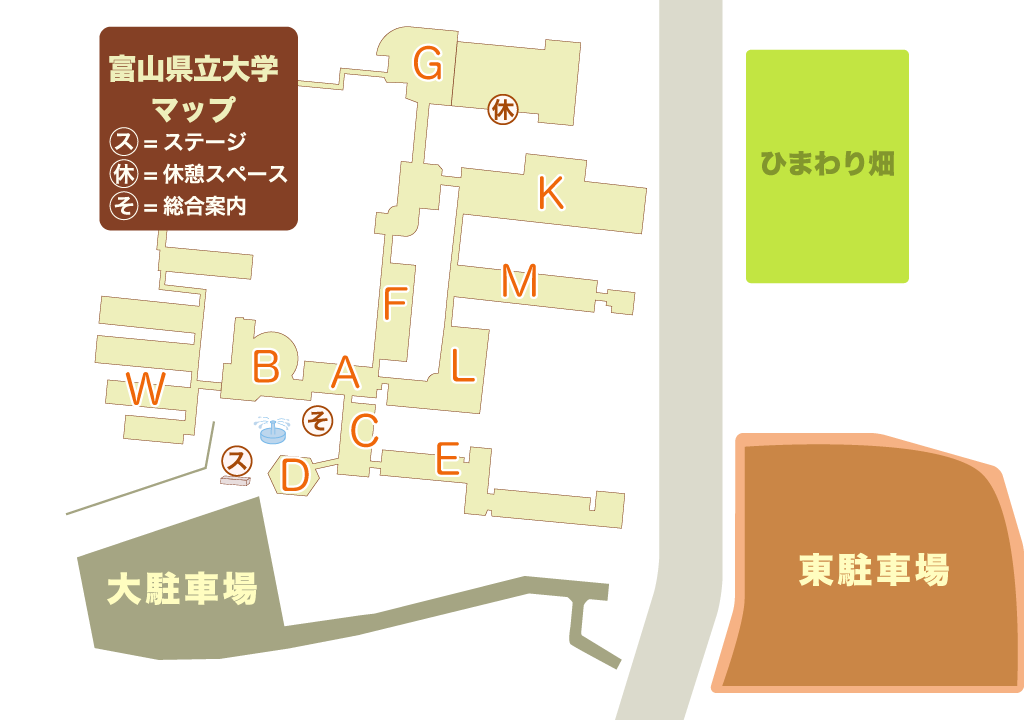 富山県立大学
マップ
ス = ステージ
休 = 休憩スペース
そ = 総合案内
G
休
K
ひまわり畑
M
F
B
A
L
W
そ
C
ス
D
E
大駐車場
東駐車場